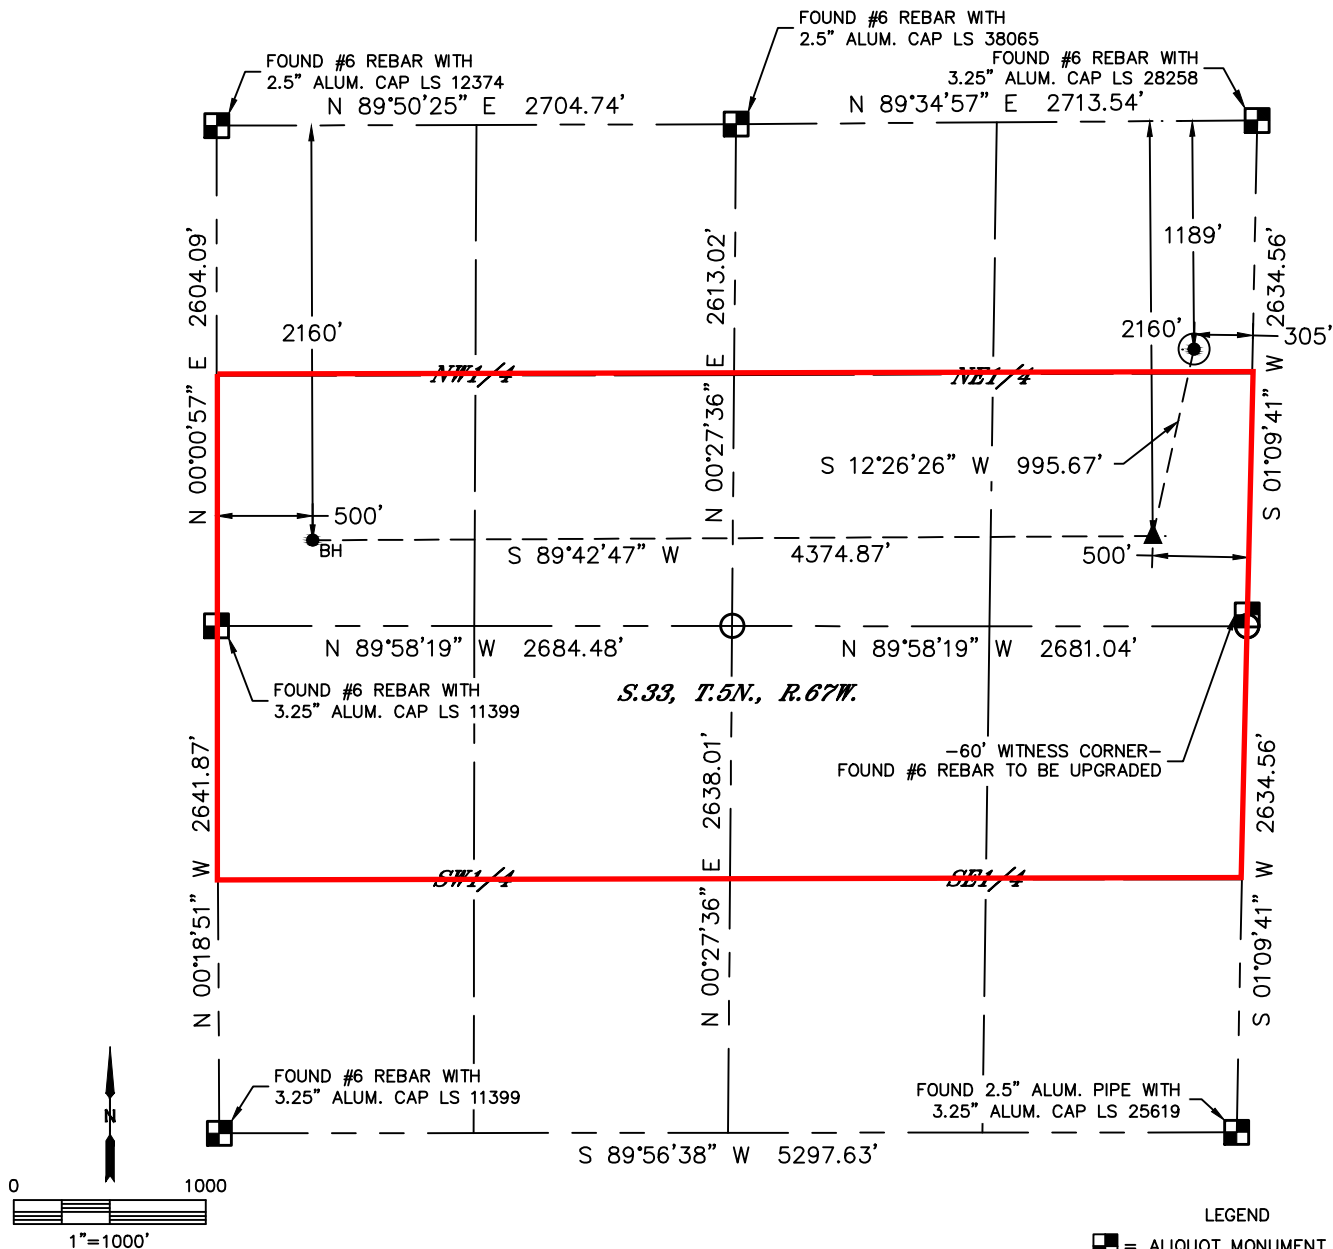 FOUND #6 REBAR WITH
2.5" ALUM. CAP LS 38065
FOUND #6 REBAR WITH
2.5" ALUM. CAP LS 12374
FOUND #6 REBAR WITH
3.25" ALUM. CAP LS 28258
N 89°50'25" E 2704.74'
N 89°34'57" E 2713.54'
N 00°00'57" E 2604.09'
N 00°27'36" E 2613.02'
S 01°09'41" W 2634.56'
1189'
2160'
2160'
305'
NW1/4
NE1/4
S 12°26'26" W 995.67'
500'
BH
S 89°42'47" W 4374.87'
500'
N 89°58'19" W 2684.48'
N 89°58'19" W 2681.04'
FOUND #6 REBAR WITH
3.25" ALUM. CAP LS 11399
S.33, T.5N., R.67W.
-60' WITNESS CORNER-
FOUND #6 REBAR TO BE UPGRADED
N 00°18'51" W 2641.87'
N 00°27'36" E 2638.01'
S 01°09'41" W 2634.56'
SW1/4
SE1/4
FOUND #6 REBAR WITH
3.25" ALUM. CAP LS 11399
FOUND 2.5" ALUM. PIPE WITH
3.25" ALUM. CAP LS 25619
N
S 89°56'38" W 5297.63'
0 1000
1"=1000'
LEGEND
= ALIQUOT MONUMENT